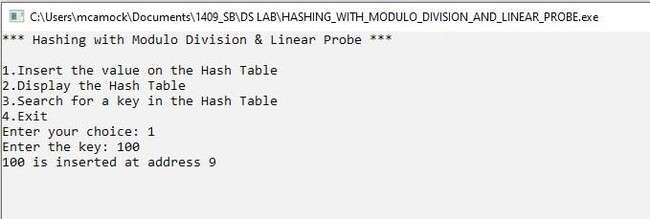 C:\Users\mcamock\Documents\1409_SB\DS LAB\HASHING_WITH_MODULO_DIVISION_AND_LINEAR_PROBE.exe
*** Hashing with Modulo Division & Linear Probe ***
1.Insert the value on the Hash Table
2.Display the Hash Table
3.Search for a key in the Hash Table
4.Exit
Enter your choice: 1
Enter the key: 100
100 is inserted at address 9